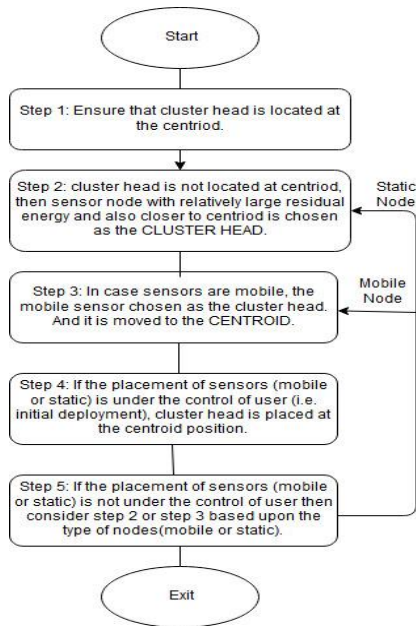 Start
Step 1: Ensure that cluster head is located at
the centriod.
Step 2: cluster head is not located at centriod,
then sensor node with relatively large residual
energy and also closer to centriod is chosen
as the CLUSTER HEAD.
Static
Node
Step 3: In case sensors are mobile, the
mobile sensor chosen as the cluster head.
And it is moved to the CENTROID.
Mobile
Node
Step 4: If the placement of sensors (mobile
or static) is under the control of user (i.e.
initial deployment), cluster head is placed at
the centroid position.
Step 5: If the placement of sensors (mobile
or static) is not under the control of user then
consider step 2 or step 3 based upon the
type of nodes(mobile or static).
Exit